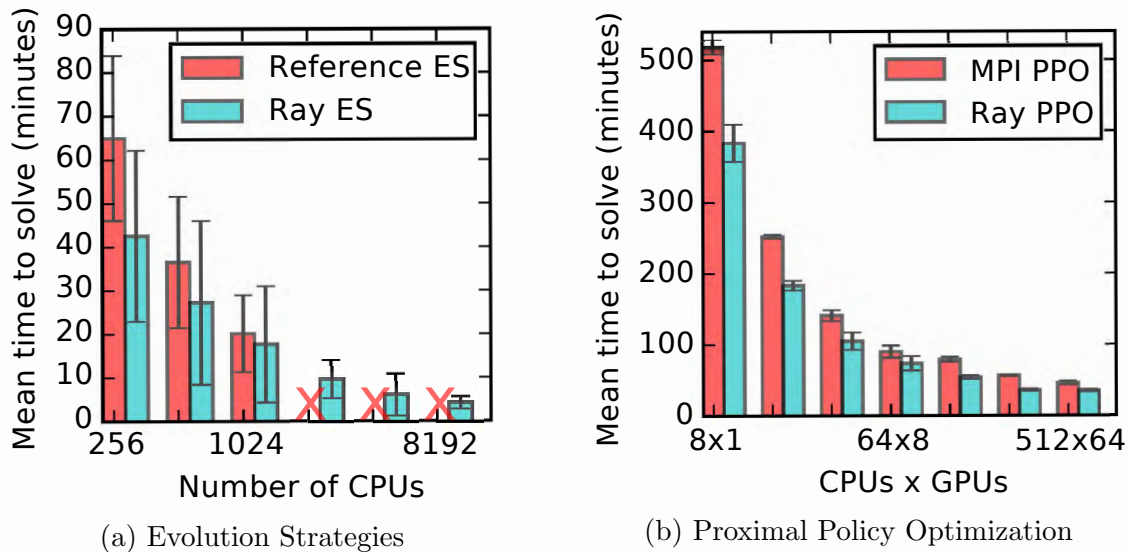 Mean time to solve (minutes)
90
80
70
60
50
40
30
20
10
0
Reference ES
Ray ES
X X X
256 1024 8192
Number of CPUs
(a) Evolution Strategies
Mean time to solve (minutes)
500
400
300
200
100
0
MPI PPO
Ray PPO
8x1 64x8 512x64
CPUs x GPUs
(b) Proximal Policy Optimization